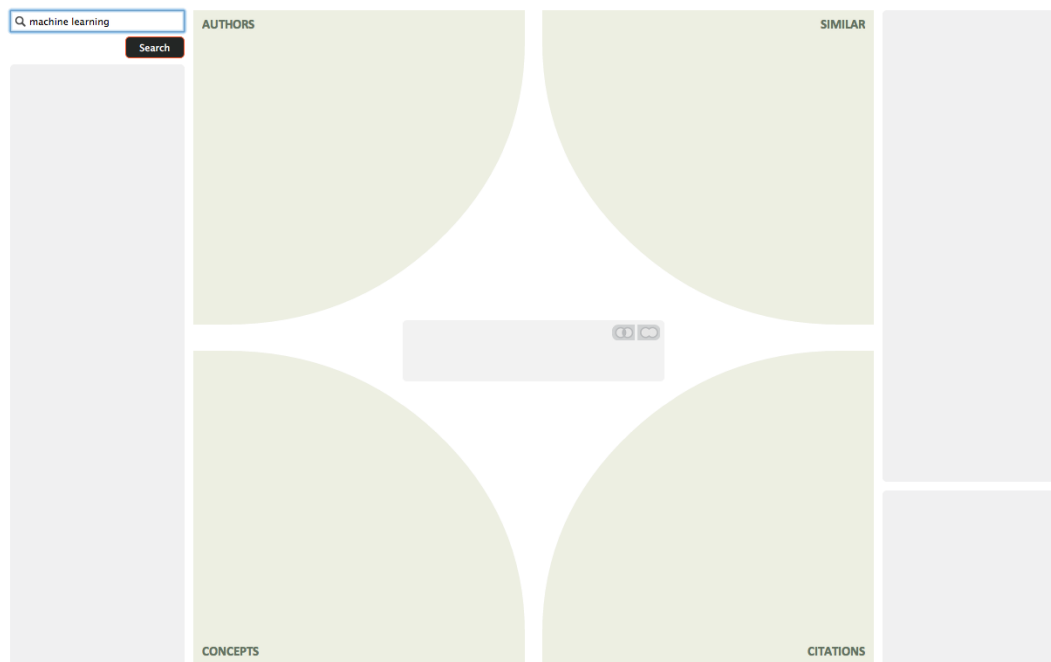 machine learning
Search
AUTHORS
SIMILAR
CONCEPTS
CITATIONS